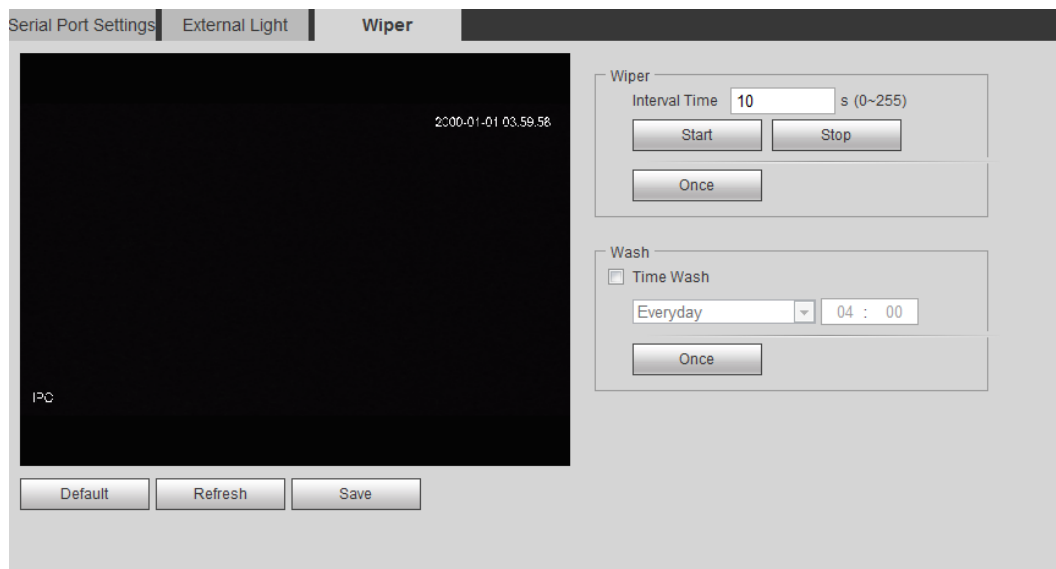 Serial Port Settings External Light Wiper
2000-01-01 03:59:58
IPC
Default Refresh Save
Wiper
Interval Time 10 s (0~255)
Start Stop
Once
Wash
Time Wash
Everyday 04 : 00
Once